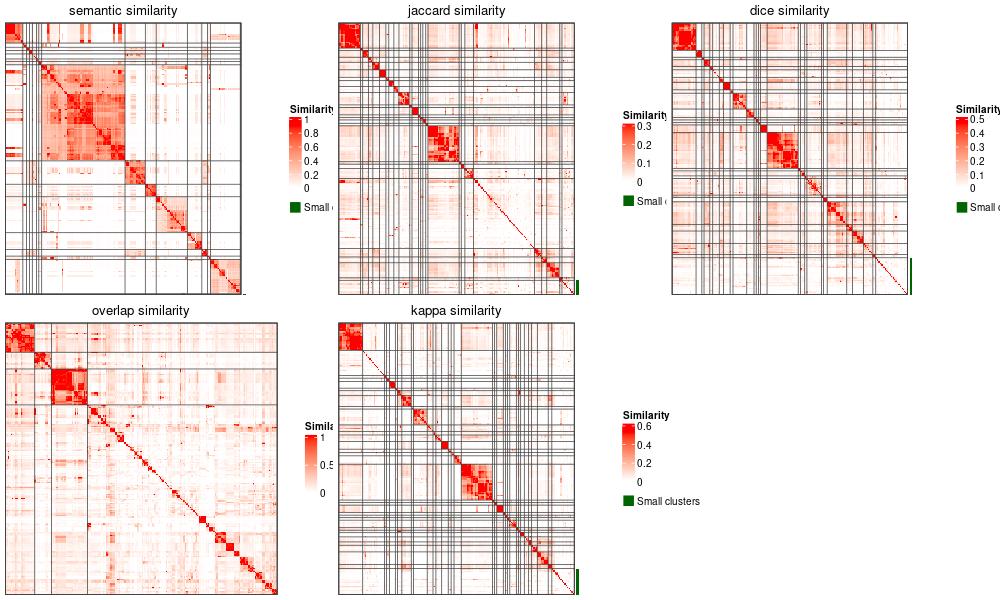 semantic similarity
Similarity
1
0.8
0.6
0.4
0.2
0
Small
jaccard similarity
Similarity
0.3
0.2
0.1
0
Small
dice similarity
Similarity
0.5
0.4
0.3
0.2
0.1
0
Small
overlap similarity
Simila
1
0.5
0
kappa similarity
Similarity
0.6
0.4
0.2
0
Small clusters